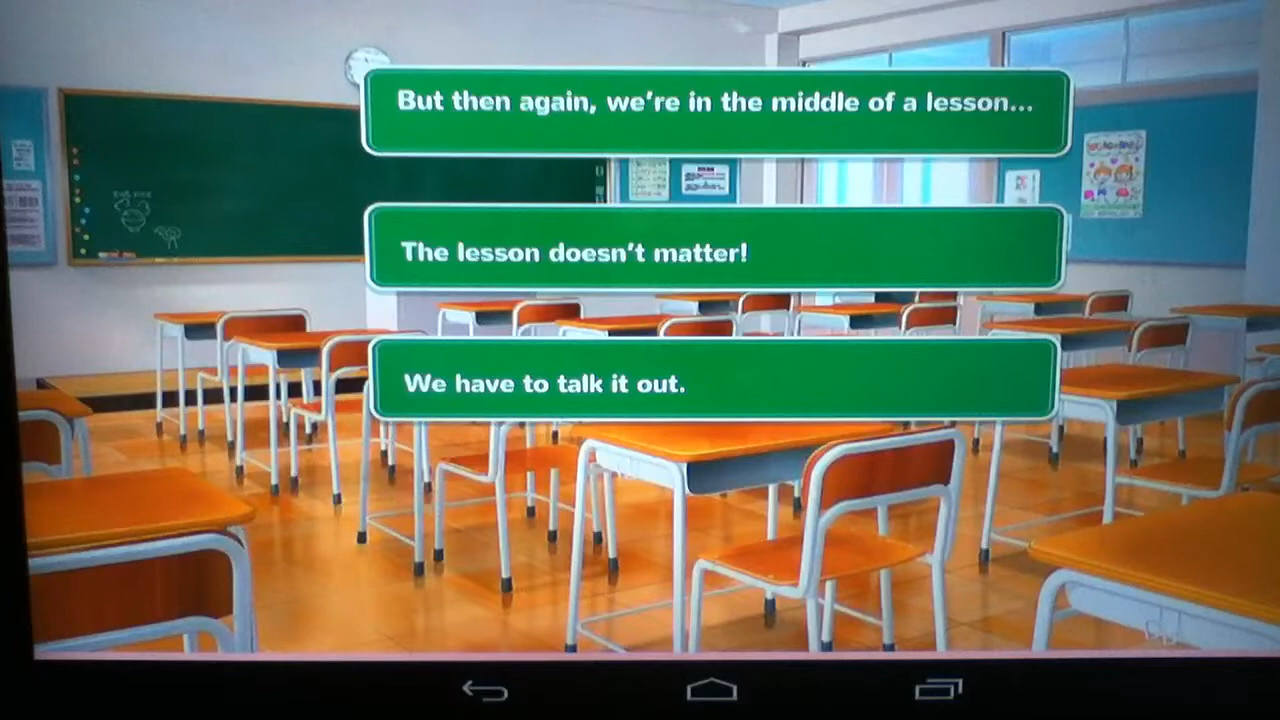 But then again, we're in the middle of a lesson...
The lesson doesn't matter!
We have to talk it out.